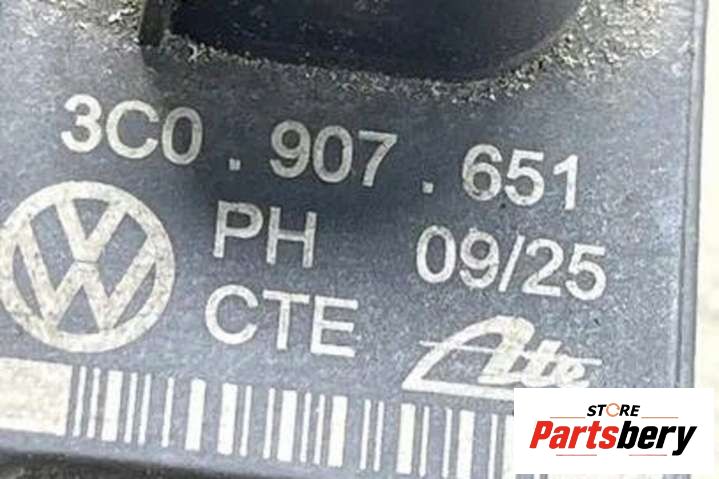 3C0 . 907 . 651
PH 09/25
CTE Ate
STORE
Partsbery